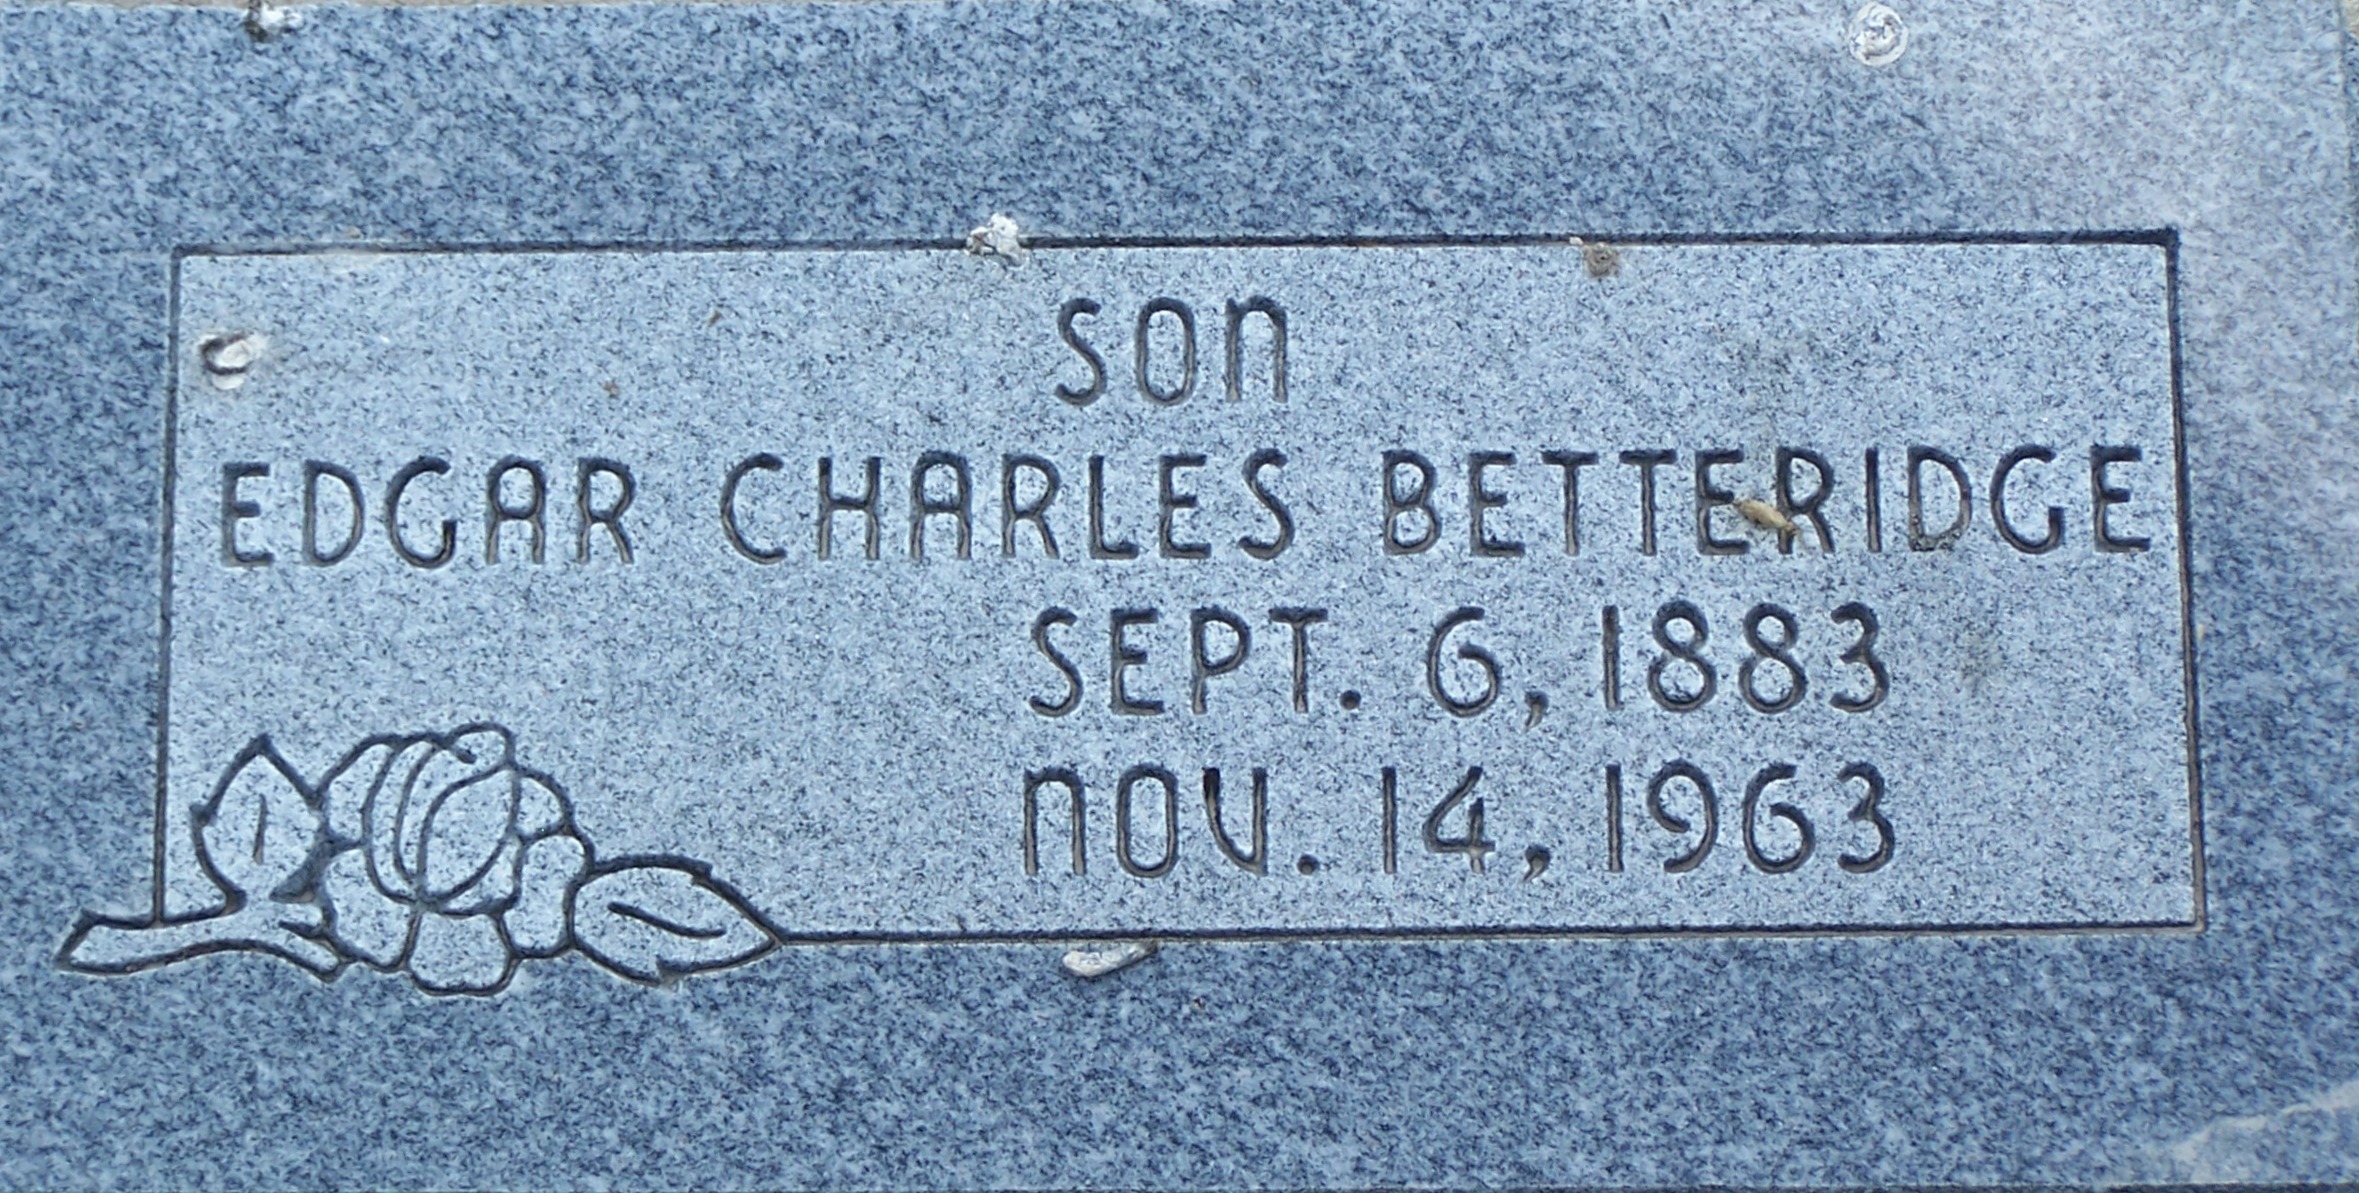 SON
EDGAR CHARLES BETTERIDGE
SEPT. 6, 1883
NOV. 14, 1963